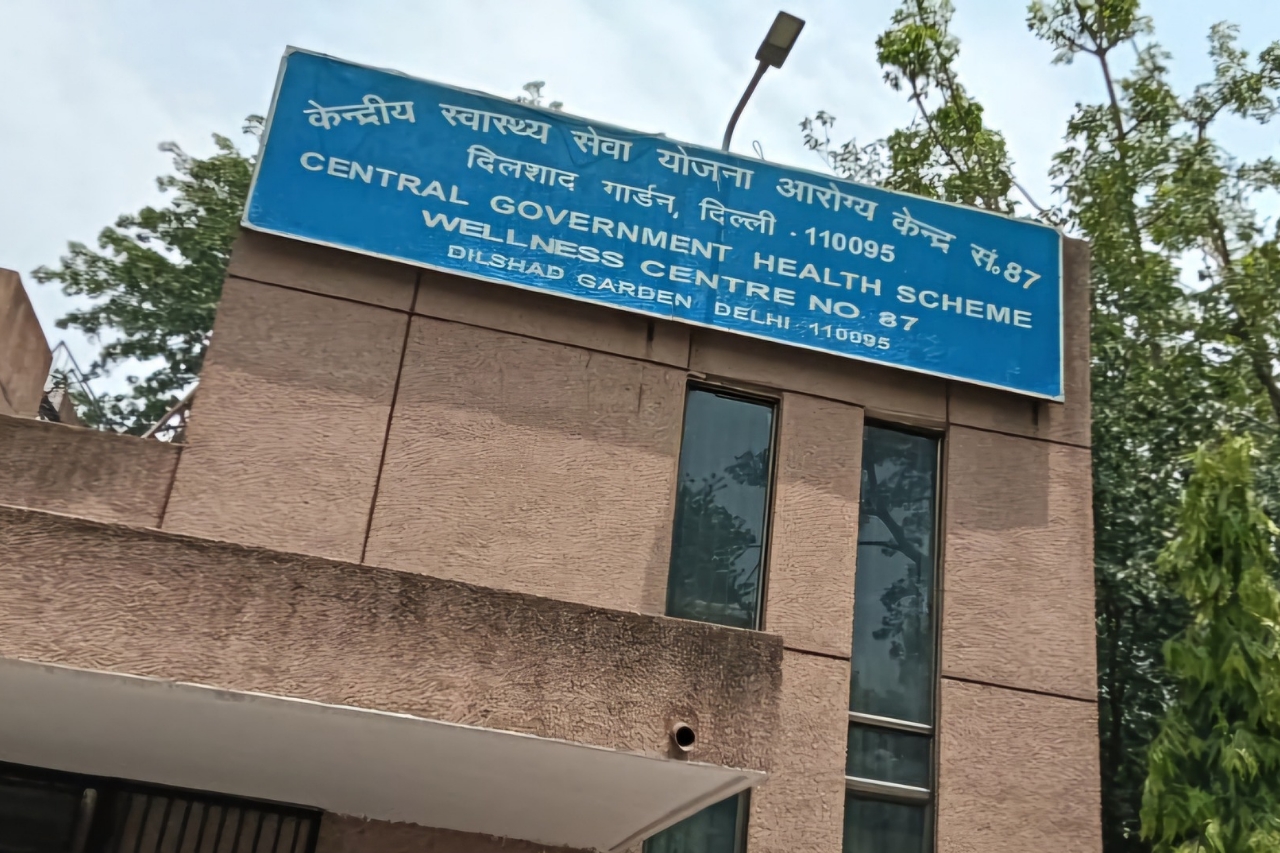 केन्द्रीय स्वास्थ्य सेवा योजना आरोग्य केन्द्र सं.87
दिलशाद गार्डन, दिल्ली - 110095
CENTRAL GOVERNMENT HEALTH SCHEME
WELLNESS CENTRE NO. 87
DILSHAD GARDEN DELHI 110095